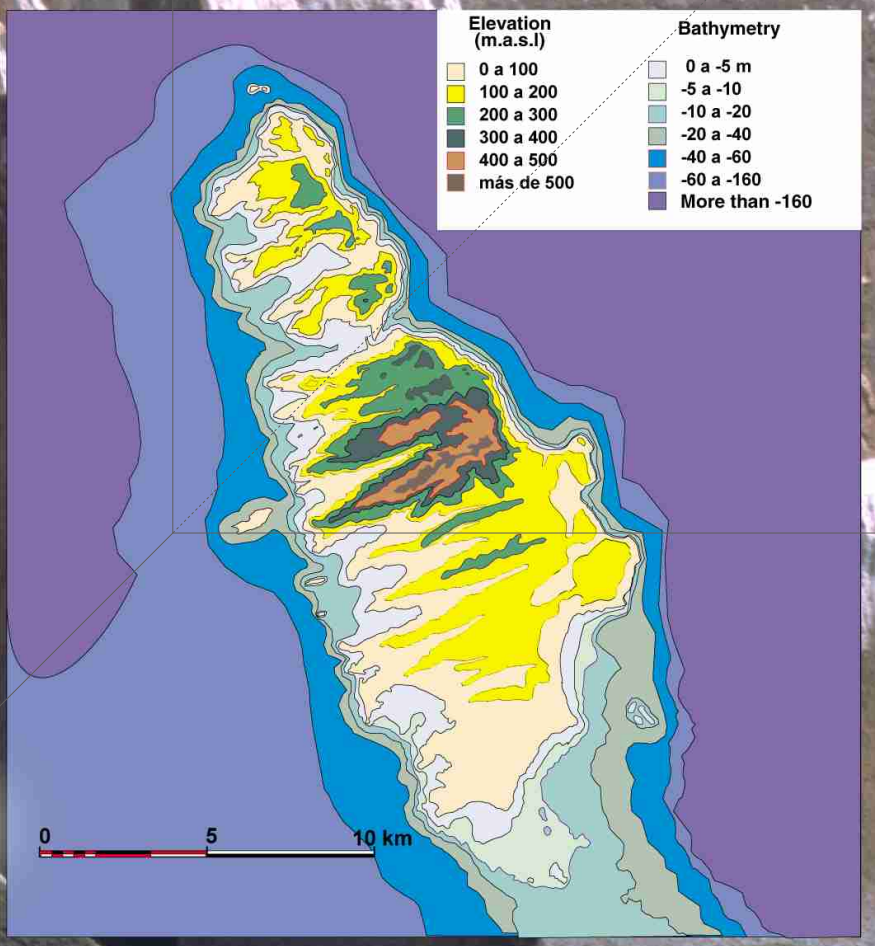 Elevation
(m.a.s.l)
0 a 100
100 a 200
200 a 300
300 a 400
400 a 500
más de 500
Bathymetry
0 a -5 m
-5 a -10
-10 a -20
-20 a -40
-40 a -60
-60 a -160
More than -160
0 5 10 km